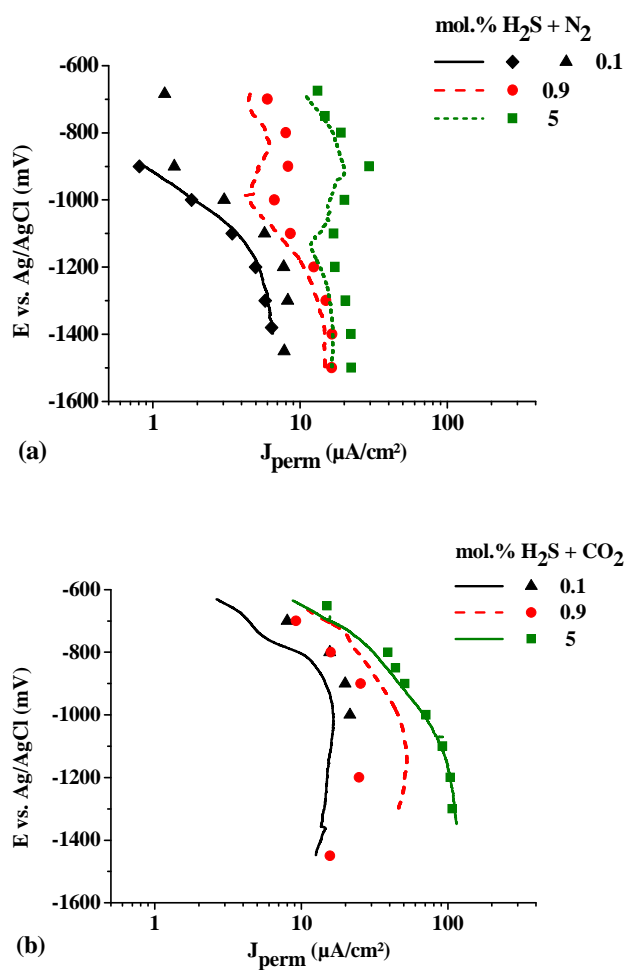 mol.% H₂S + N₂
0.1
0.9
5
-600
-800
-1000
-1200
-1400
-1600
E vs. Ag/AgCl (mV)
1 10 100
(a)
J_perm (µA/cm²)
mol.% H₂S + CO₂
0.1
0.9
5
-600
-800
-1000
-1200
-1400
-1600
E vs. Ag/AgCl (mV)
1 10 100
(b)
J_perm (µA/cm²)